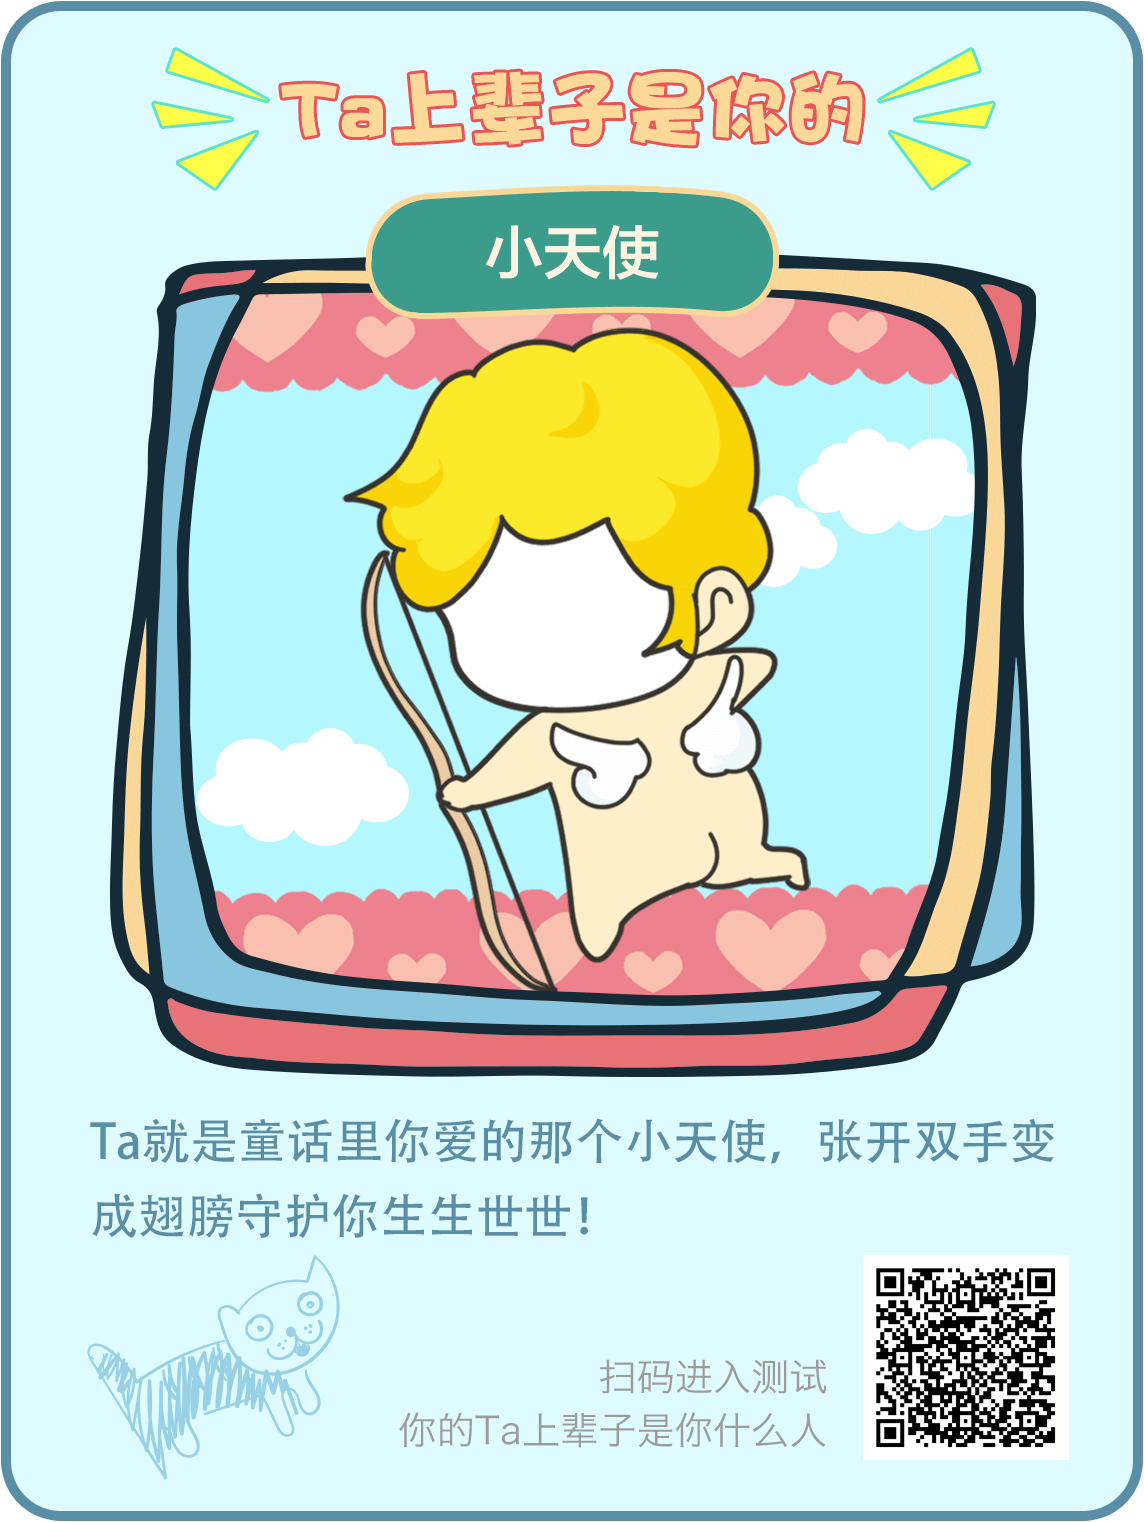 Ta上辈子是你的
小天使
Ta就是童话里你爱的那个小天使，张开双手变
成翅膀守护你生生世世！
扫码进入测试
你的Ta上辈子是你什么人